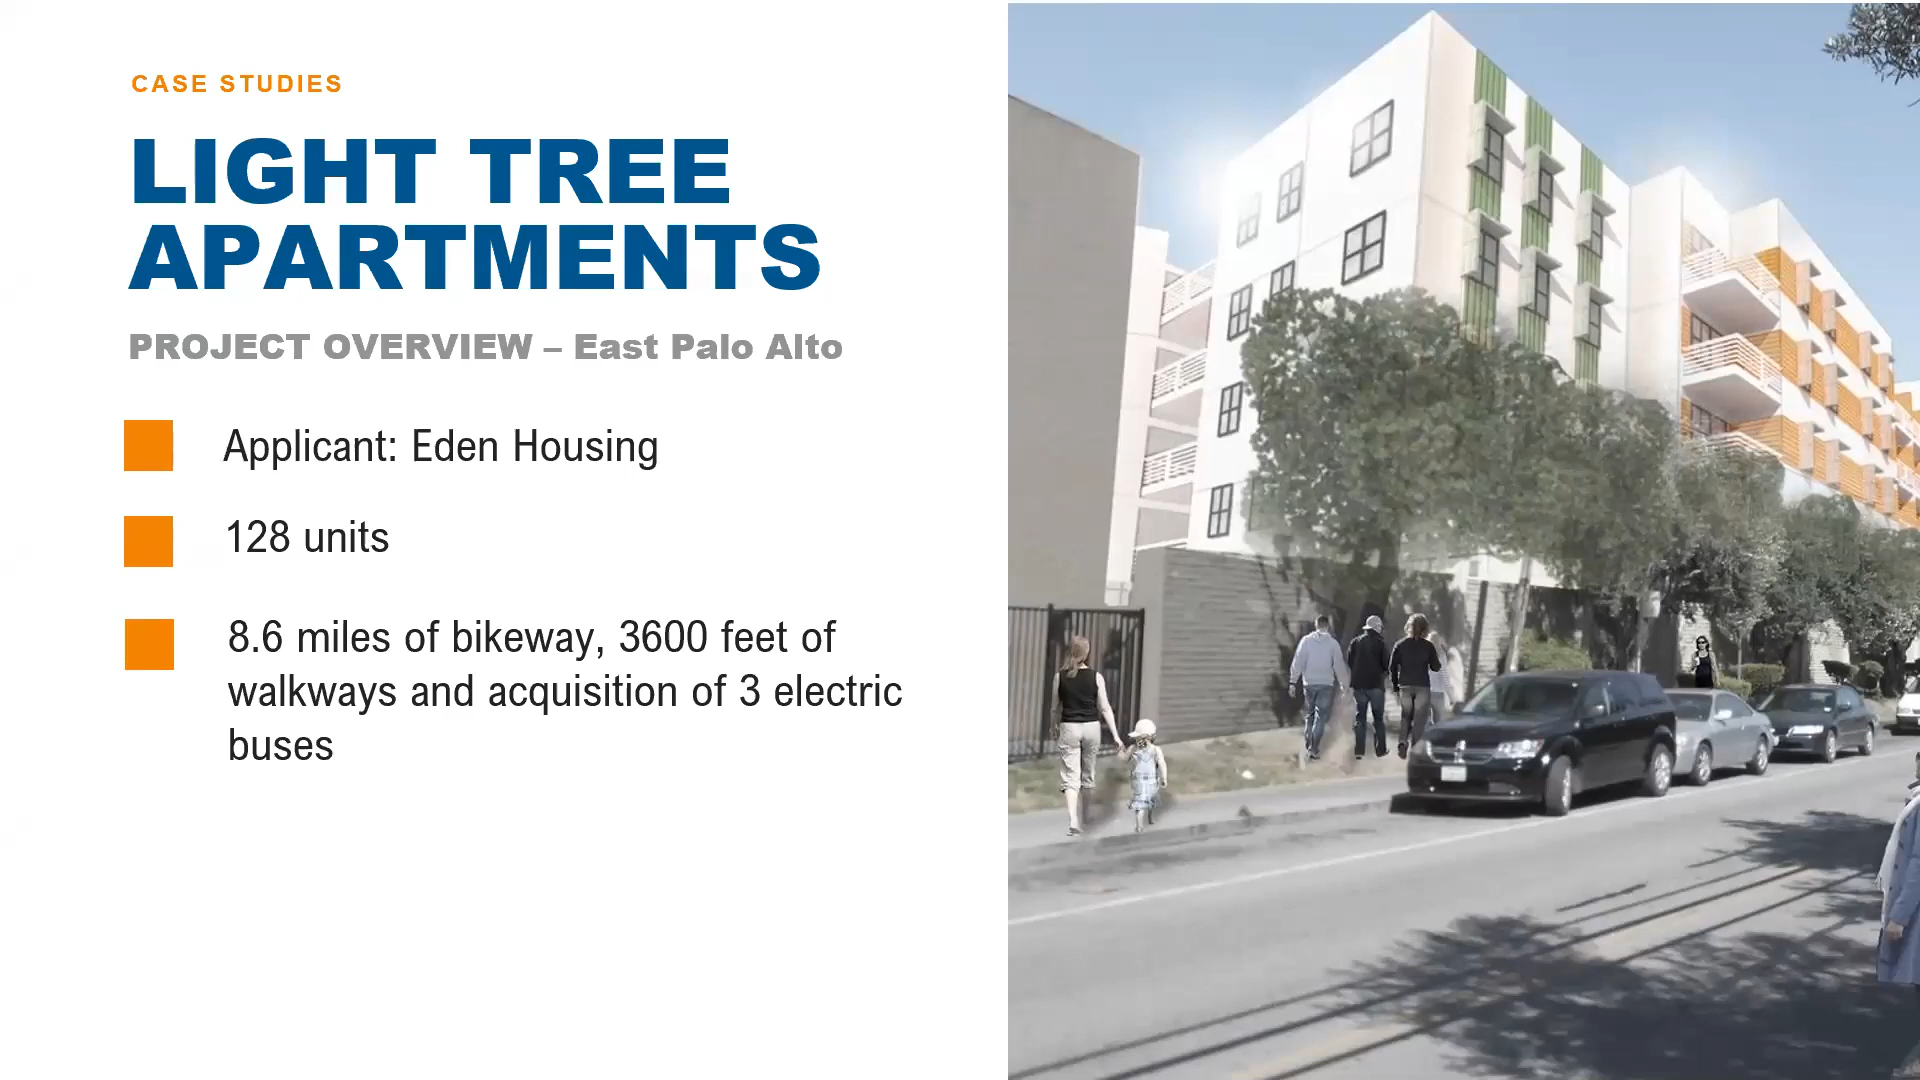 CASE STUDIES
LIGHT TREE
APARTMENTS
PROJECT OVERVIEW – East Palo Alto
Applicant: Eden Housing
128 units
8.6 miles of bikeway, 3600 feet of
walkways and acquisition of 3 electric
buses